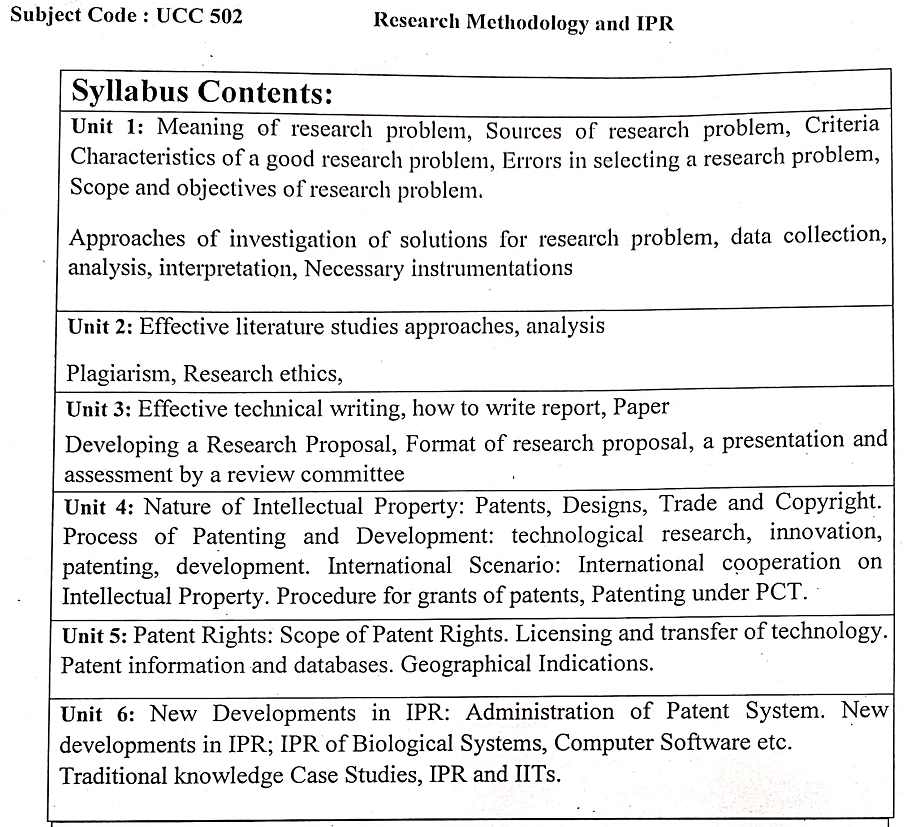 Subject Code : UCC 502 Research Methodology and IPR
Syllabus Contents:
Unit 1: Meaning of research problem, Sources of research problem, Criteria
Characteristics of a good research problem, Errors in selecting a research problem,
Scope and objectives of research problem.
Approaches of investigation of solutions for research problem, data collection,
analysis, interpretation, Necessary instrumentations
Unit 2: Effective literature studies approaches, analysis
Plagiarism, Research ethics,
Unit 3: Effective technical writing, how to write report, Paper
Developing a Research Proposal, Format of research proposal, a presentation and
assessment by a review committee
Unit 4: Nature of Intellectual Property: Patents, Designs, Trade and Copyright.
Process of Patenting and Development: technological research, innovation,
patenting, development. International Scenario: International cooperation on
Intellectual Property. Procedure for grants of patents, Patenting under PCT.
Unit 5: Patent Rights: Scope of Patent Rights. Licensing and transfer of technology.
Patent information and databases. Geographical Indications.
Unit 6: New Developments in IPR: Administration of Patent System. New
developments in IPR; IPR of Biological Systems, Computer Software etc.
Traditional knowledge Case Studies, IPR and IITs.